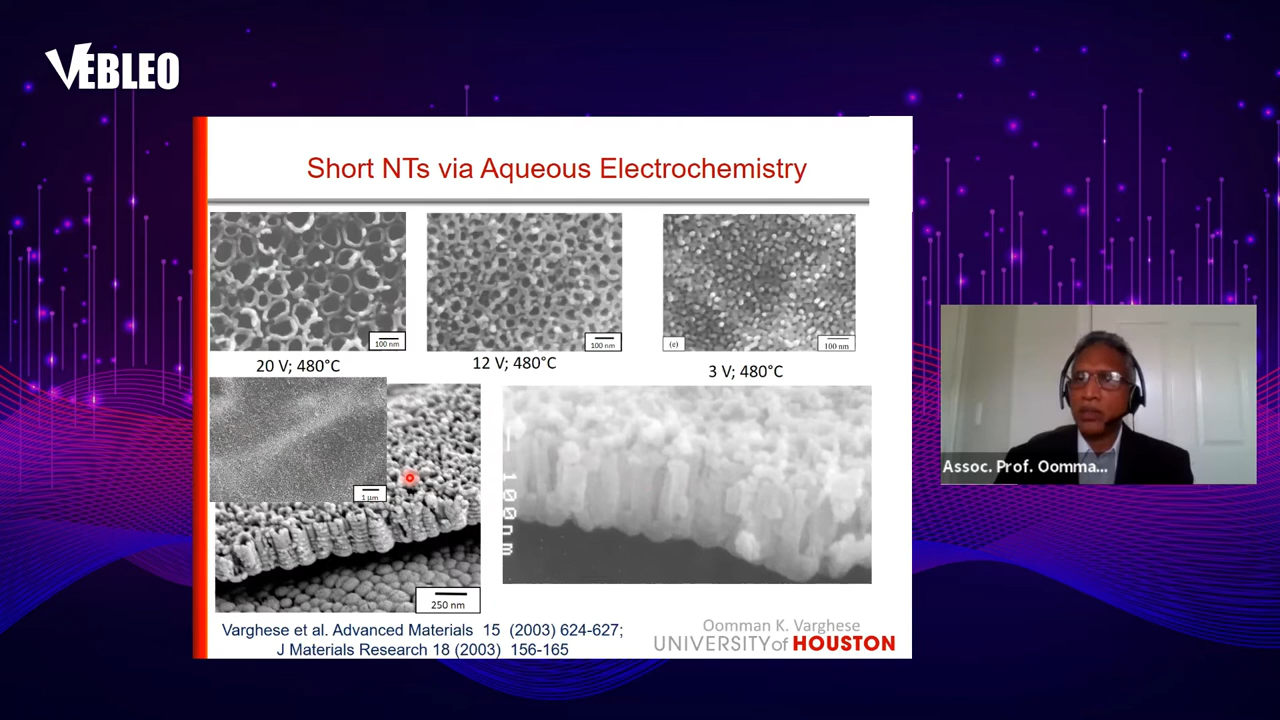 VEBLEO
Short NTs via Aqueous Electrochemistry
100 nm
100 nm
(e)
100 nm
20 V; 480°C
12 V; 480°C
3 V; 480°C
1 µm
100nm
250 nm
Varghese et al. Advanced Materials 15 (2003) 624-627;
J Materials Research 18 (2003) 156-165
Oomman K. Varghese
UNIVERSITY of HOUSTON
Assoc. Prof. Oomma...